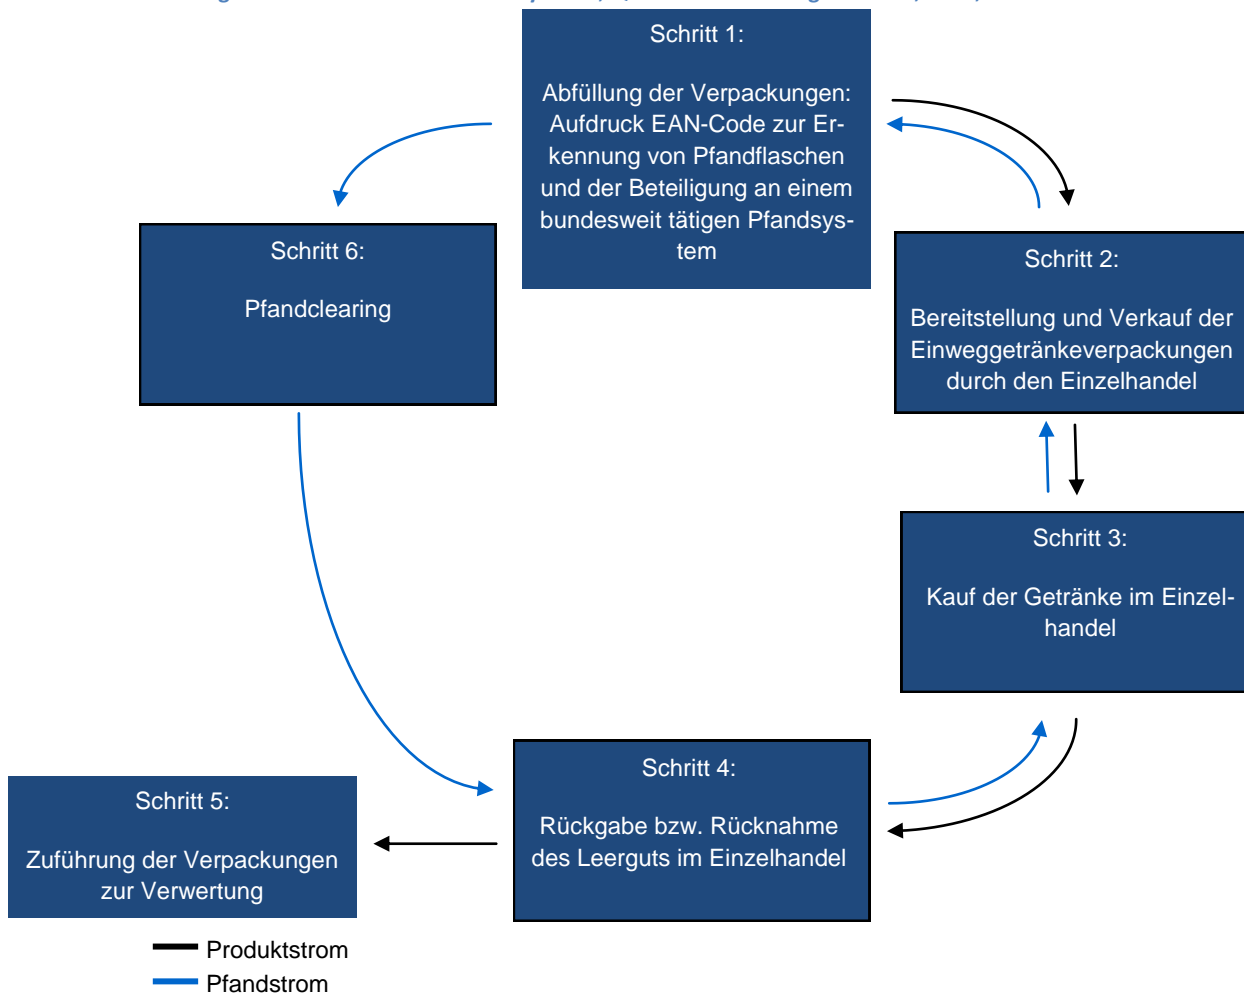 Schritt 1:
Abfüllung der Verpackungen:
Aufdruck EAN-Code zur Er-
kennung von Pfandflaschen
und der Beteiligung an einem
bundesweit tätigen Pfandsys-
tem
Schritt 6:
Pfandclearing
Schritt 2:
Bereitstellung und Verkauf der
Einweggetränkeverpackungen
durch den Einzelhandel
Schritt 3:
Kauf der Getränke im Einzel-
handel
Schritt 4:
Rückgabe bzw. Rücknahme
des Leerguts im Einzelhandel
Schritt 5:
Zuführung der Verpackungen
zur Verwertung
Produktstrom
Pfandstrom